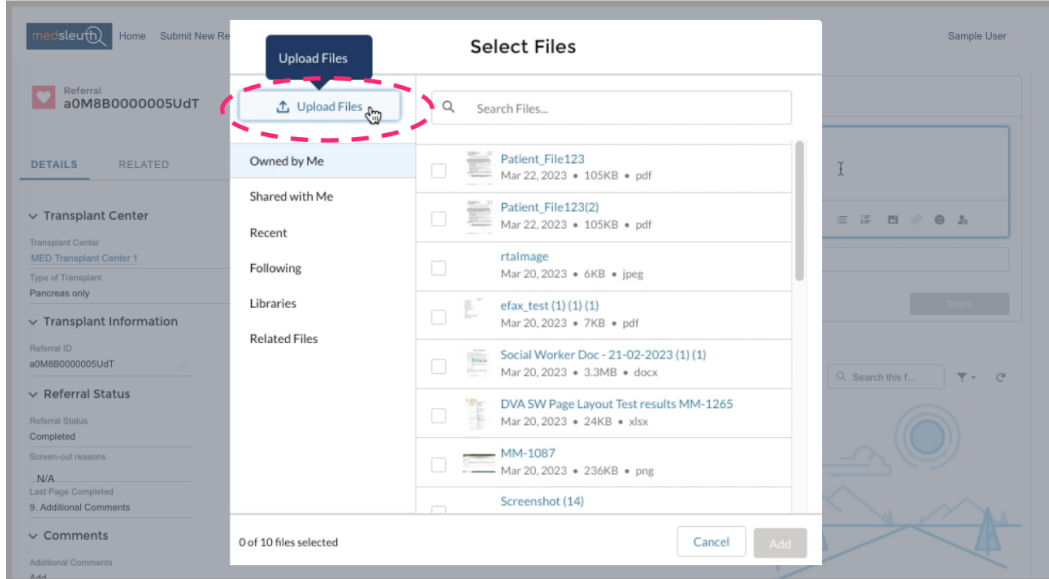 medsleuth
Home Submit New Re
Sample User
Referral
a0M8B0000005UdT
DETAILS RELATED
Transplant Center
Transplant Center
MED Transplant Center 1
Type of Transplant
Pancreas only
Transplant Information
Referral ID
a0M8B0000005UdT
Referral Status
Referral Status
Completed
Screen-out reasons
N/A
Last Page Completed
9. Additional Comments
Comments
Additional Comments
Add
Select Files
Upload Files
Upload Files
Search Files...
Owned by Me
Shared with Me
Recent
Following
Libraries
Related Files
Patient_File123
Mar 22, 2023 • 105KB • pdf
Patient_File123(2)
Mar 22, 2023 • 105KB • pdf
rtaImage
Mar 20, 2023 • 6KB • jpeg
efax_test (1) (1) (1)
Mar 20, 2023 • 7KB • pdf
Social Worker Doc - 21-02-2023 (1) (1)
Mar 20, 2023 • 3.3MB • docx
DVA SW Page Layout Test results MM-1265
Mar 20, 2023 • 24KB • xlsx
MM-1087
Mar 20, 2023 • 236KB • png
Screenshot (14)
0 of 10 files selected
Cancel Add
Share
Search this f...